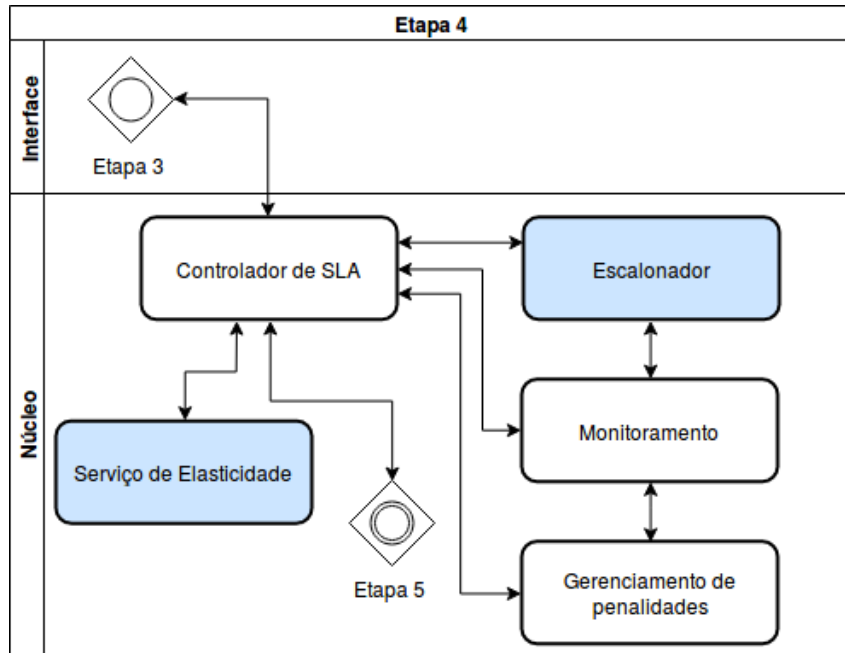 Etapa 4
Interface
Etapa 3
Núcleo
Controlador de SLA
Escalonador
Monitoramento
Serviço de Elasticidade
Etapa 5
Gerenciamento de
penalidades